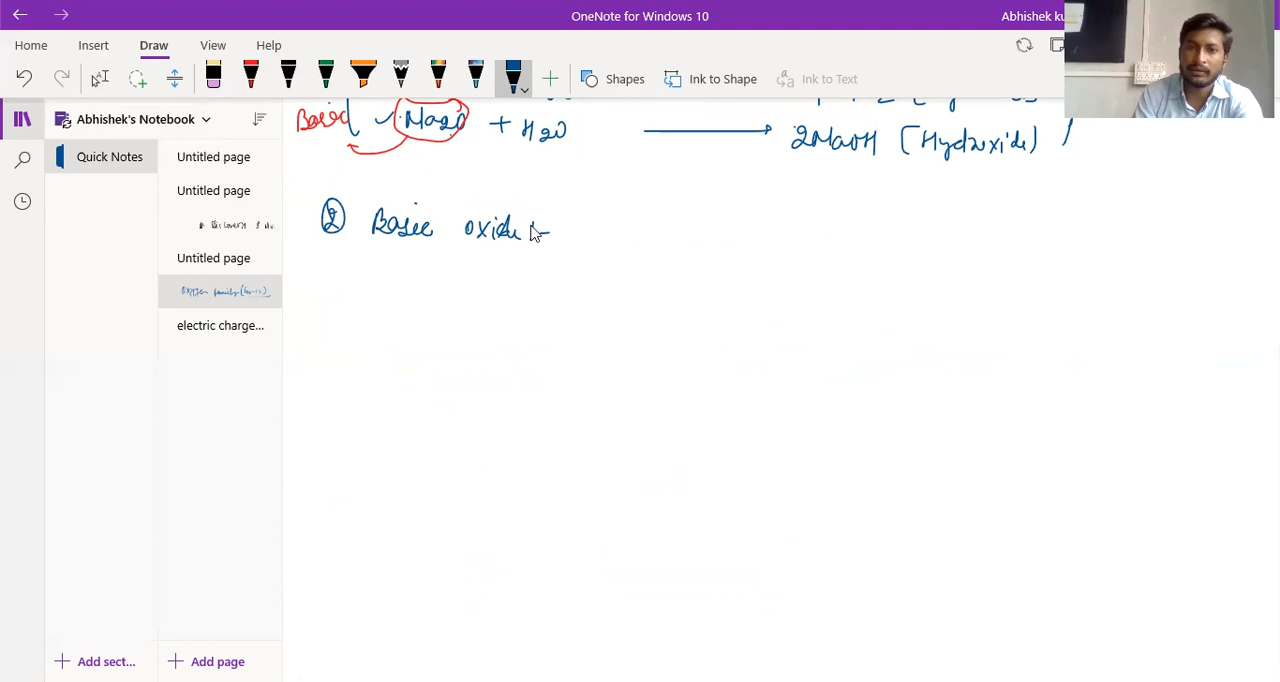 OneNote for Windows 10
Abhishek ku
Home Insert Draw View Help
Shapes Ink to Shape Ink to Text
Abhishek's Notebook
Quick Notes
Untitled page
Untitled page
Untitled page
Oxygen family
electric charge...
Basic Na2O + H2O
2NaOH (Hydroxide)
② Basic oxide :-
+ Add sect...
+ Add page